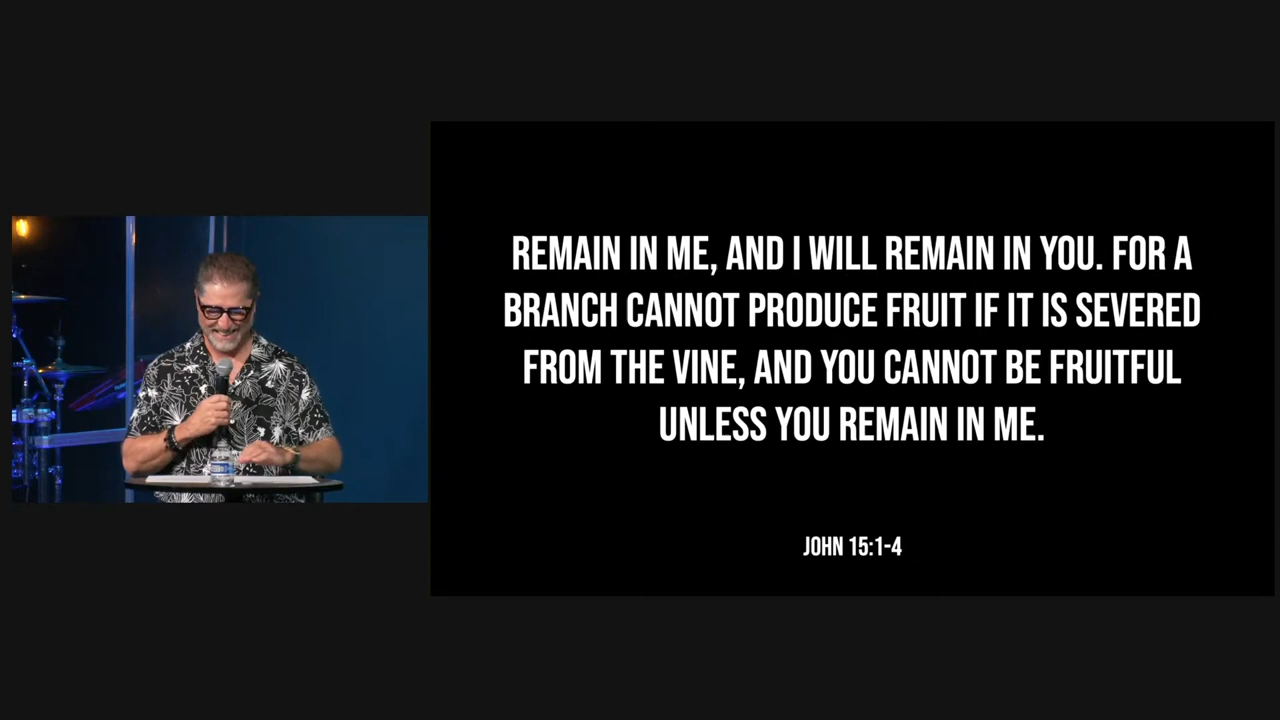 REMAIN IN ME, AND I WILL REMAIN IN YOU. FOR A
BRANCH CANNOT PRODUCE FRUIT IF IT IS SEVERED
FROM THE VINE, AND YOU CANNOT BE FRUITFUL
UNLESS YOU REMAIN IN ME.
JOHN 15:1-4